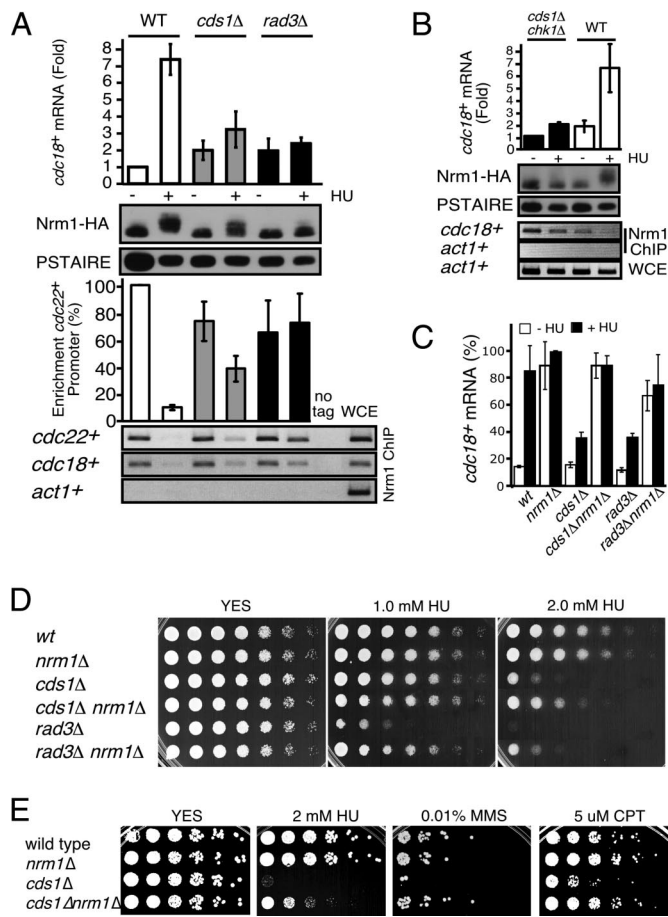 A
WT cds1Δ rad3Δ
cdc18+ mRNA (Fold)
8
7
6
5
4
3
2
1
0
- + - + - + HU
Nrm1-HA
PSTAIRE
Enrichment cdc22+
Promoter (%)
100
80
60
40
20
0
no
tag WCE
cdc22+
cdc18+
act1+
Nrm1 ChIP
B
cds1Δ
chk1Δ WT
cdc18+ mRNA
(Fold)
8
7
6
5
4
3
2
1
0
- + - + HU
Nrm1-HA
PSTAIRE
cdc18+
act1+
Nrm1
ChIP
act1+ WCE
C
- HU + HU
cdc18+ mRNA (%)
100
80
60
40
20
0
wt
nrm1Δ
cds1Δ
cds1Δnrm1Δ
rad3Δ
rad3Δnrm1Δ
D
YES 1.0 mM HU 2.0 mM HU
wt
nrm1Δ
cds1Δ
cds1Δ nrm1Δ
rad3Δ
rad3Δ nrm1Δ
E
YES 2 mM HU 0.01% MMS 5 uM CPT
wild type
nrm1Δ
cds1Δ
cds1Δnrm1Δ